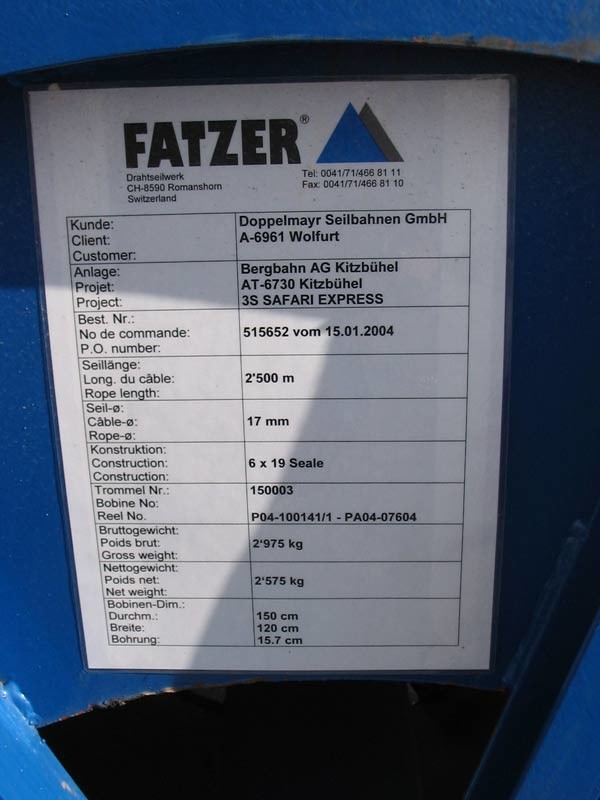 FATZER®
Drahtseilwerk
CH-8590 Romanshorn
Switzerland
Tel: 0041/71/466 81 11
Fax: 0041/71/466 81 10
Kunde: Doppelmayr Seilbahnen GmbH
Client: A-6961 Wolfurt
Customer:
Anlage: Bergbahn AG Kitzbühel
Projet: AT-6730 Kitzbühel
Project: 3S SAFARI EXPRESS
Best. Nr.:
No de commande: 515652 vom 15.01.2004
P.O. number:
Seillänge:
Long. du câble: 2'500 m
Rope length:
Seil-ø:
Câble-ø: 17 mm
Rope-ø:
Konstruktion:
Construction: 6 x 19 Seale
Construction:
Trommel Nr.: 150003
Bobine No:
Reel No. P04-100141/1 - PA04-07604
Bruttogewicht:
Poids brut: 2'975 kg
Gross weight:
Nettogewicht:
Poids net: 2'575 kg
Net weight:
Bobinen-Dim.:
Durchm.: 150 cm
Breite: 120 cm
Bohrung: 15.7 cm